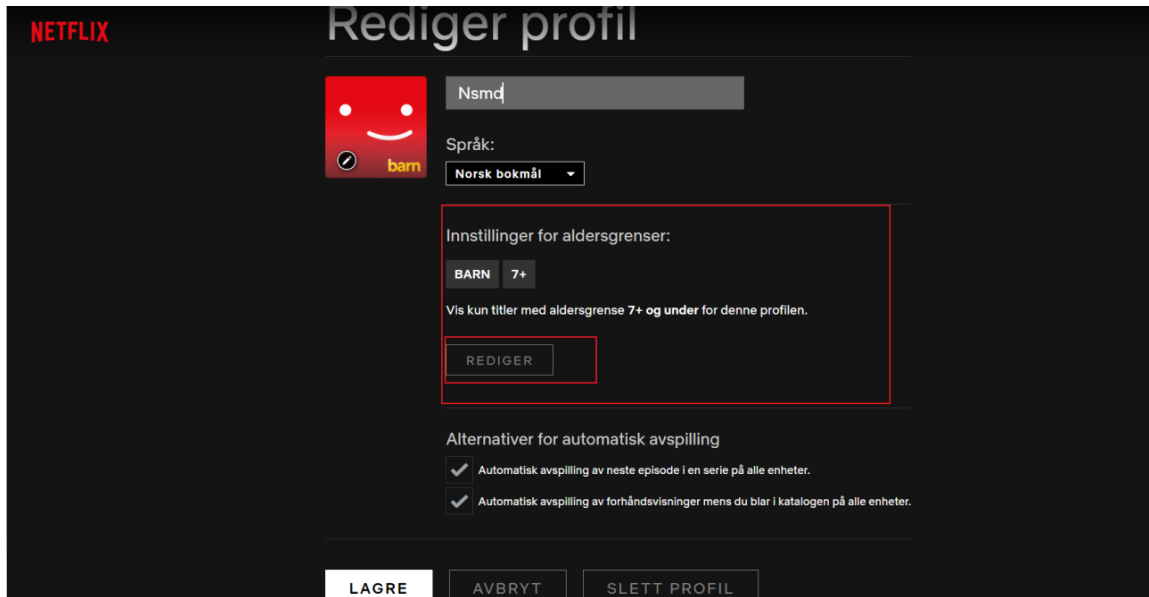 NETFLIX
Rediger profil
Nsmd
barn
Språk:
Norsk bokmål
Innstillinger for aldersgrenser:
BARN 7+
Vis kun titler med aldersgrense 7+ og under for denne profilen.
REDIGER
Alternativer for automatisk avspilling
Automatisk avspilling av neste episode i en serie på alle enheter.
Automatisk avspilling av forhåndsvisninger mens du blar i katalogen på alle enheter.
LAGRE AVBRYT SLETT PROFIL